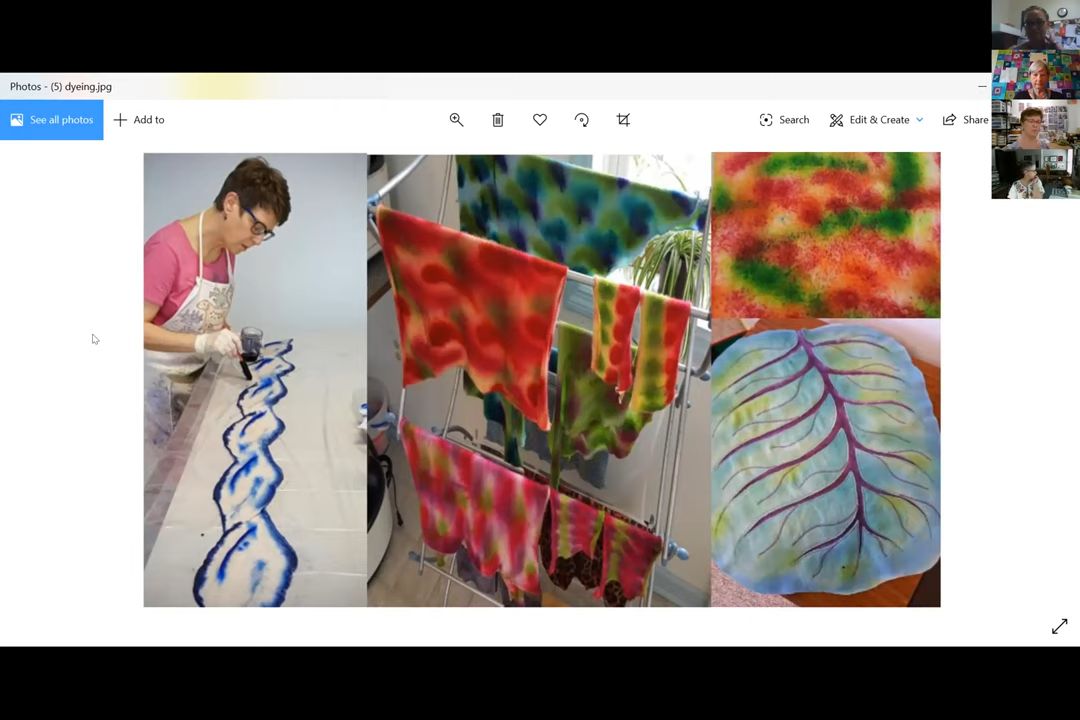 Photos - (5) dyeing.jpg
See all photos
Add to
Search
Edit & Create
Share